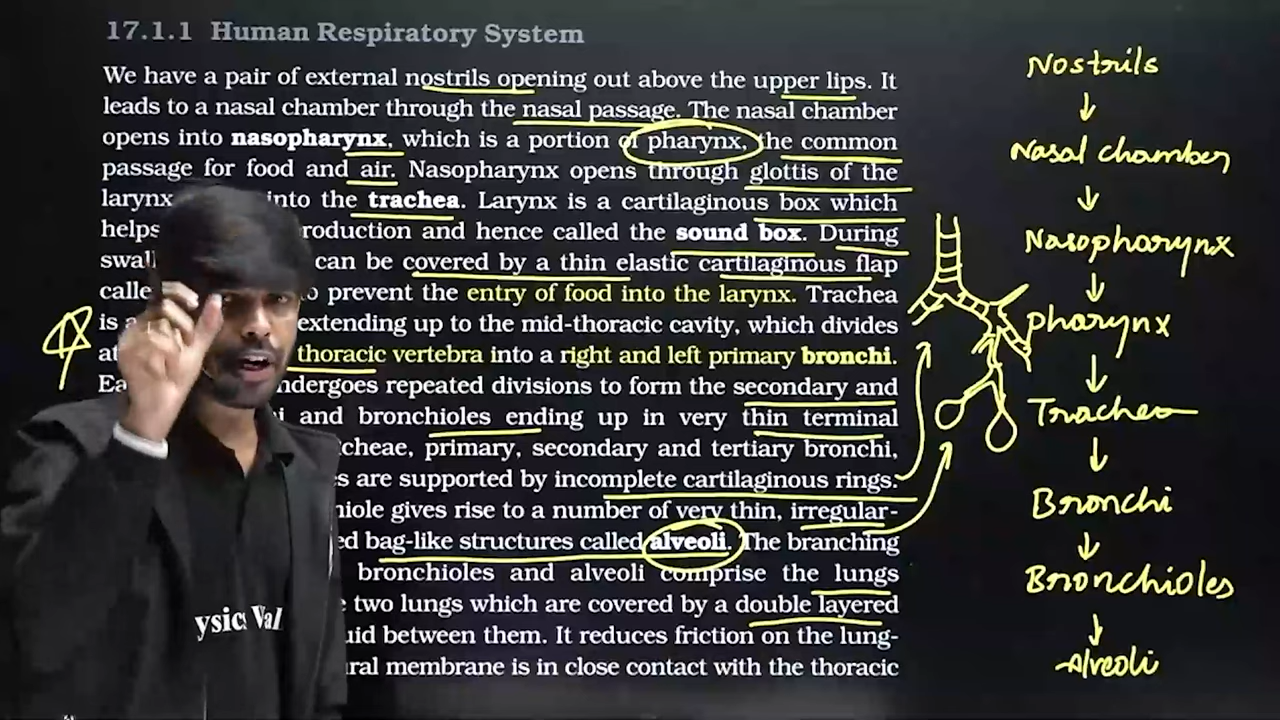 17.1.1 Human Respiratory System
We have a pair of external nostrils opening out above the upper lips. It
leads to a nasal chamber through the nasal passage. The nasal chamber
opens into nasopharynx, which is a portion of pharynx, the common
passage for food and air. Nasopharynx opens through glottis of the
larynx into the trachea. Larynx is a cartilaginous box which
helps roduction and hence called the sound box. During
swal can be covered by a thin elastic cartilaginous flap
calle o prevent the entry of food into the larynx. Trachea
is a extending up to the mid-thoracic cavity, which divides
at thoracic vertebra into a right and left primary bronchi.
Ea ndergoes repeated divisions to form the secondary and
i and bronchioles ending up in very thin terminal
cheae, primary, secondary and tertiary bronchi,
s are supported by incomplete cartilaginous rings.
hiole gives rise to a number of very thin, irregular-
ed bag-like structures called alveoli. The branching
bronchioles and alveoli comprise the lungs
e two lungs which are covered by a double layered
uid between them. It reduces friction on the lung-
ural membrane is in close contact with the thoracic
Nostrils
Nasal chamber
Nasopharynx
pharynx
Trachea
Bronchi
Bronchioles
Alveoli
ysics Wal